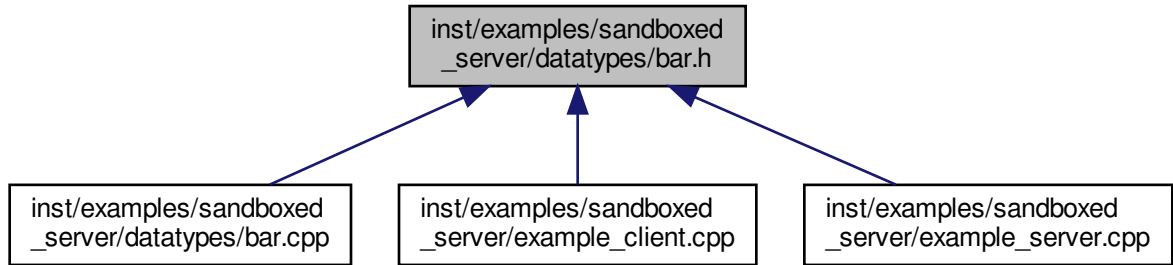 inst/examples/sandboxed
_server/datatypes/bar.h
inst/examples/sandboxed
_server/datatypes/bar.cpp
inst/examples/sandboxed
_server/example_client.cpp
inst/examples/sandboxed
_server/example_server.cpp